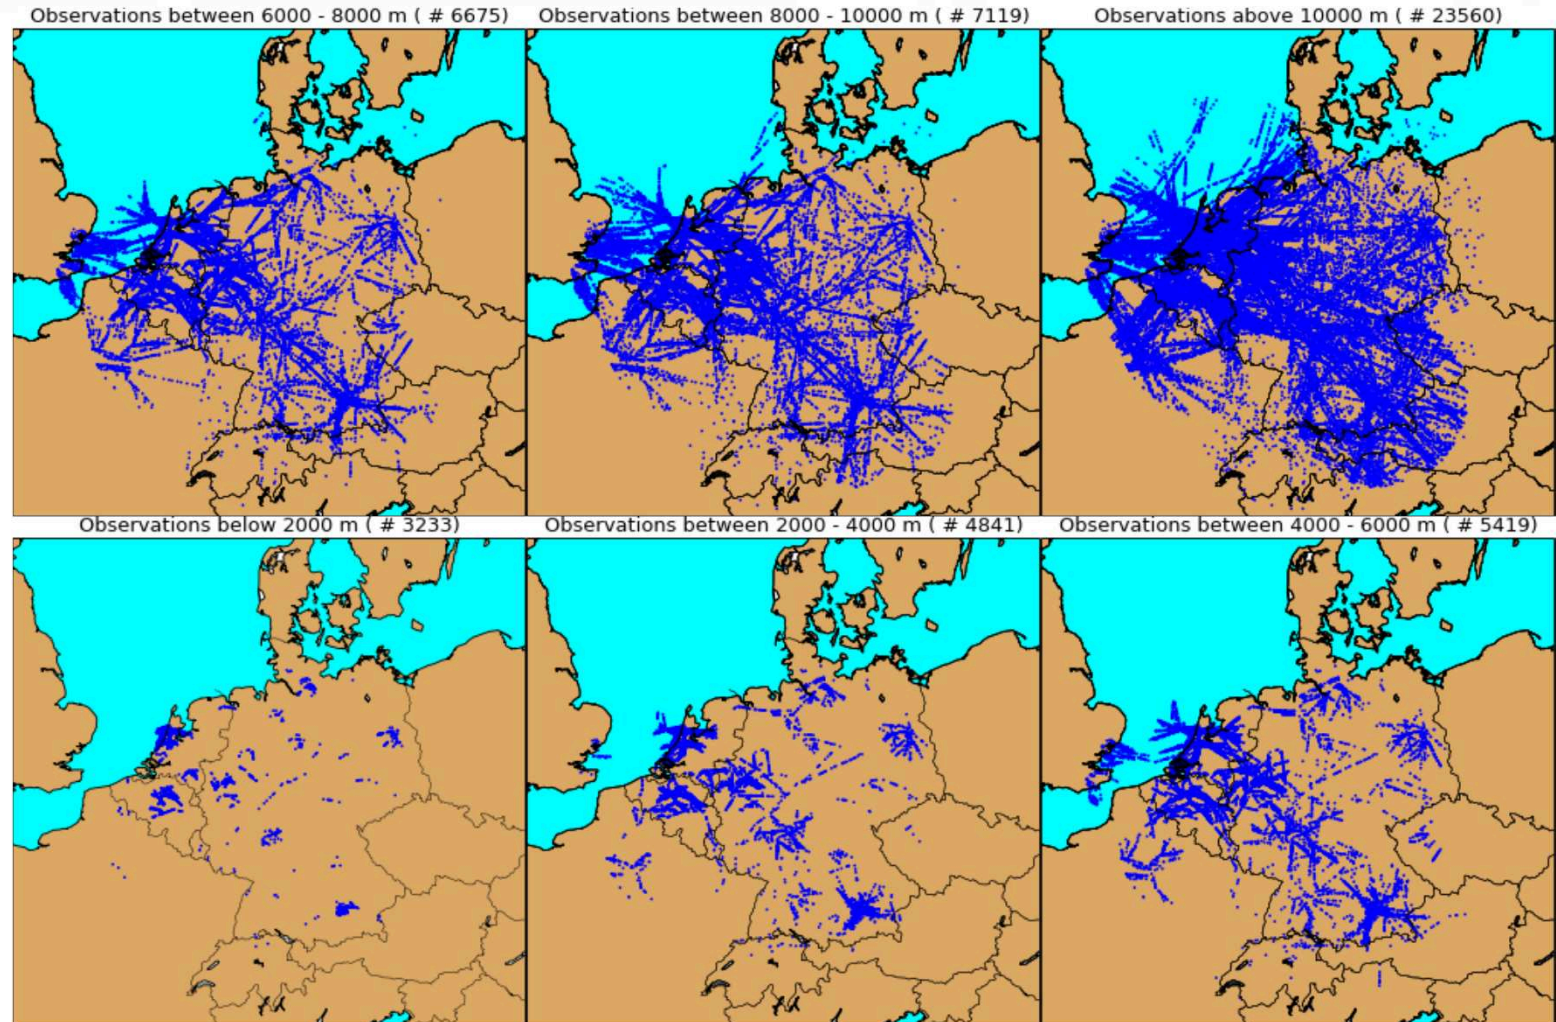 Observations between 6000 - 8000 m ( # 6675)
Observations between 8000 - 10000 m ( # 7119)
Observations above 10000 m ( # 23560)
Observations below 2000 m ( # 3233)
Observations between 2000 - 4000 m ( # 4841)
Observations between 4000 - 6000 m ( # 5419)